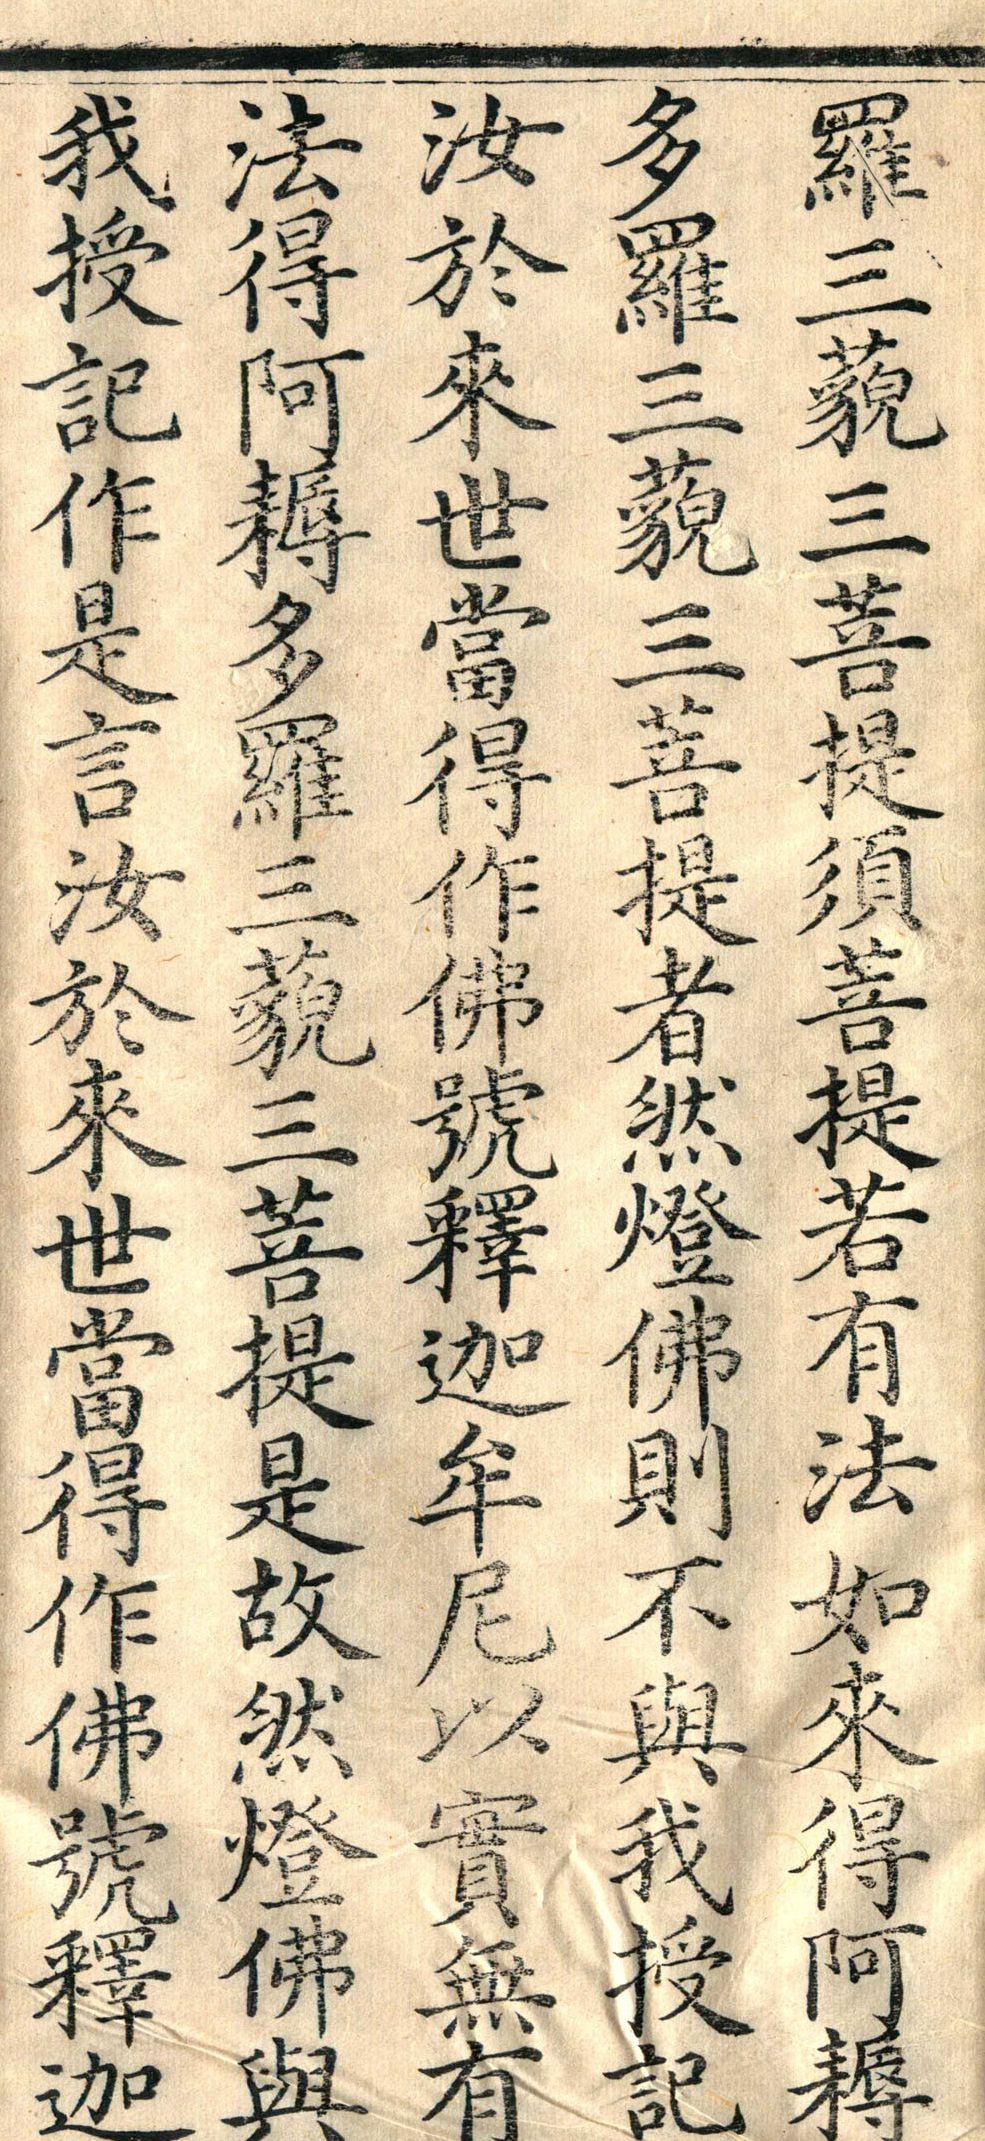 羅三藐三菩提須菩提若有法如來得阿耨
多羅三藐三菩提者然燈佛則不與我授記
汝於來世當得作佛號釋迦牟尼以實無有
法得阿耨多羅三藐三菩提是故然燈佛與
我授記作是言汝於來世當得作佛號釋迦